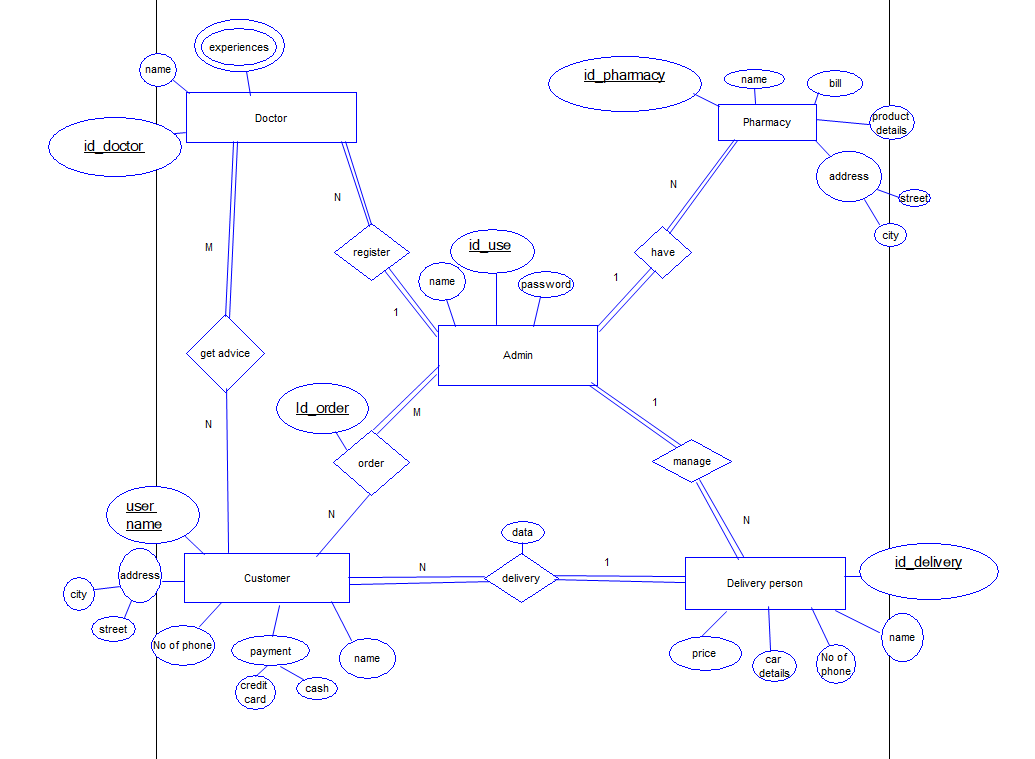 experiences
name
Doctor
id_doctor
id_pharmacy
name
bill
Pharmacy
product
details
address
street
city
N
N
M
register
have
id_use
name
password
1
1
Admin
get advice
Id_order
M
1
N
order
manage
N
N
user
name
data
address
Customer
N
delivery
1
Delivery person
id_delivery
city
street
No of phone
payment
name
credit
card
cash
price
car
details
No of
phone
name